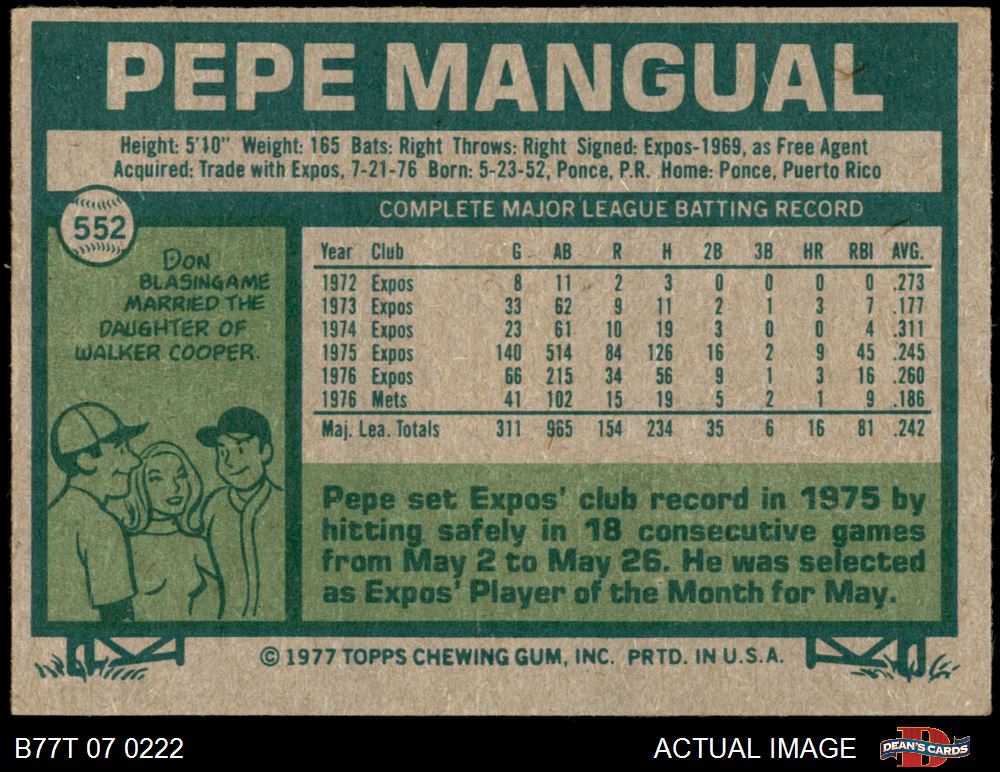 PEPE MANGUAL
Height: 5'10" Weight: 165 Bats: Right Throws: Right Signed: Expos-1969, as Free Agent
Acquired: Trade with Expos, 7-21-76 Born: 5-23-52, Ponce, P.R. Home: Ponce, Puerto Rico
552
DON
BLASINGAME
MARRIED THE
DAUGHTER OF
WALKER COOPER.
COMPLETE MAJOR LEAGUE BATTING RECORD
Year Club G AB R H 2B 3B HR RBI AVG.
1972 Expos 8 11 2 3 0 0 0 0 .273
1973 Expos 33 62 9 11 2 1 3 7 .177
1974 Expos 23 61 10 19 3 0 0 4 .311
1975 Expos 140 514 84 126 16 2 9 45 .245
1976 Expos 66 215 34 56 9 1 3 16 .260
1976 Mets 41 102 15 19 5 2 1 9 .186
Maj. Lea. Totals 311 965 154 234 35 6 16 81 .242
Pepe set Expos' club record in 1975 by
hitting safely in 18 consecutive games
from May 2 to May 26. He was selected
as Expos' Player of the Month for May.
© 1977 TOPPS CHEWING GUM, INC. PRTD. IN U.S.A.
B77T 07 0222
ACTUAL IMAGE
D
DEAN'S CARDS